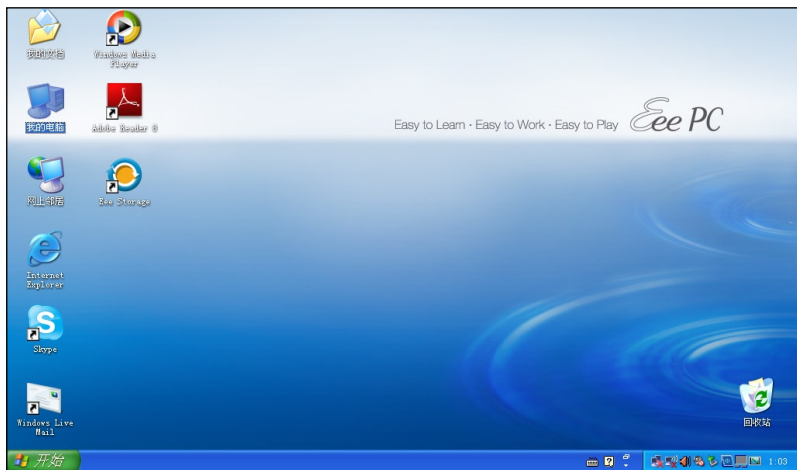 我的文档
Windows Media
Player
我的电脑
Adobe Reader 8
Easy to Learn · Easy to Work · Easy to Play
Eee PC
网上邻居
Eee Storage
Internet
Explorer
Skype
Windows Live
Mail
回收站
开始
1:03